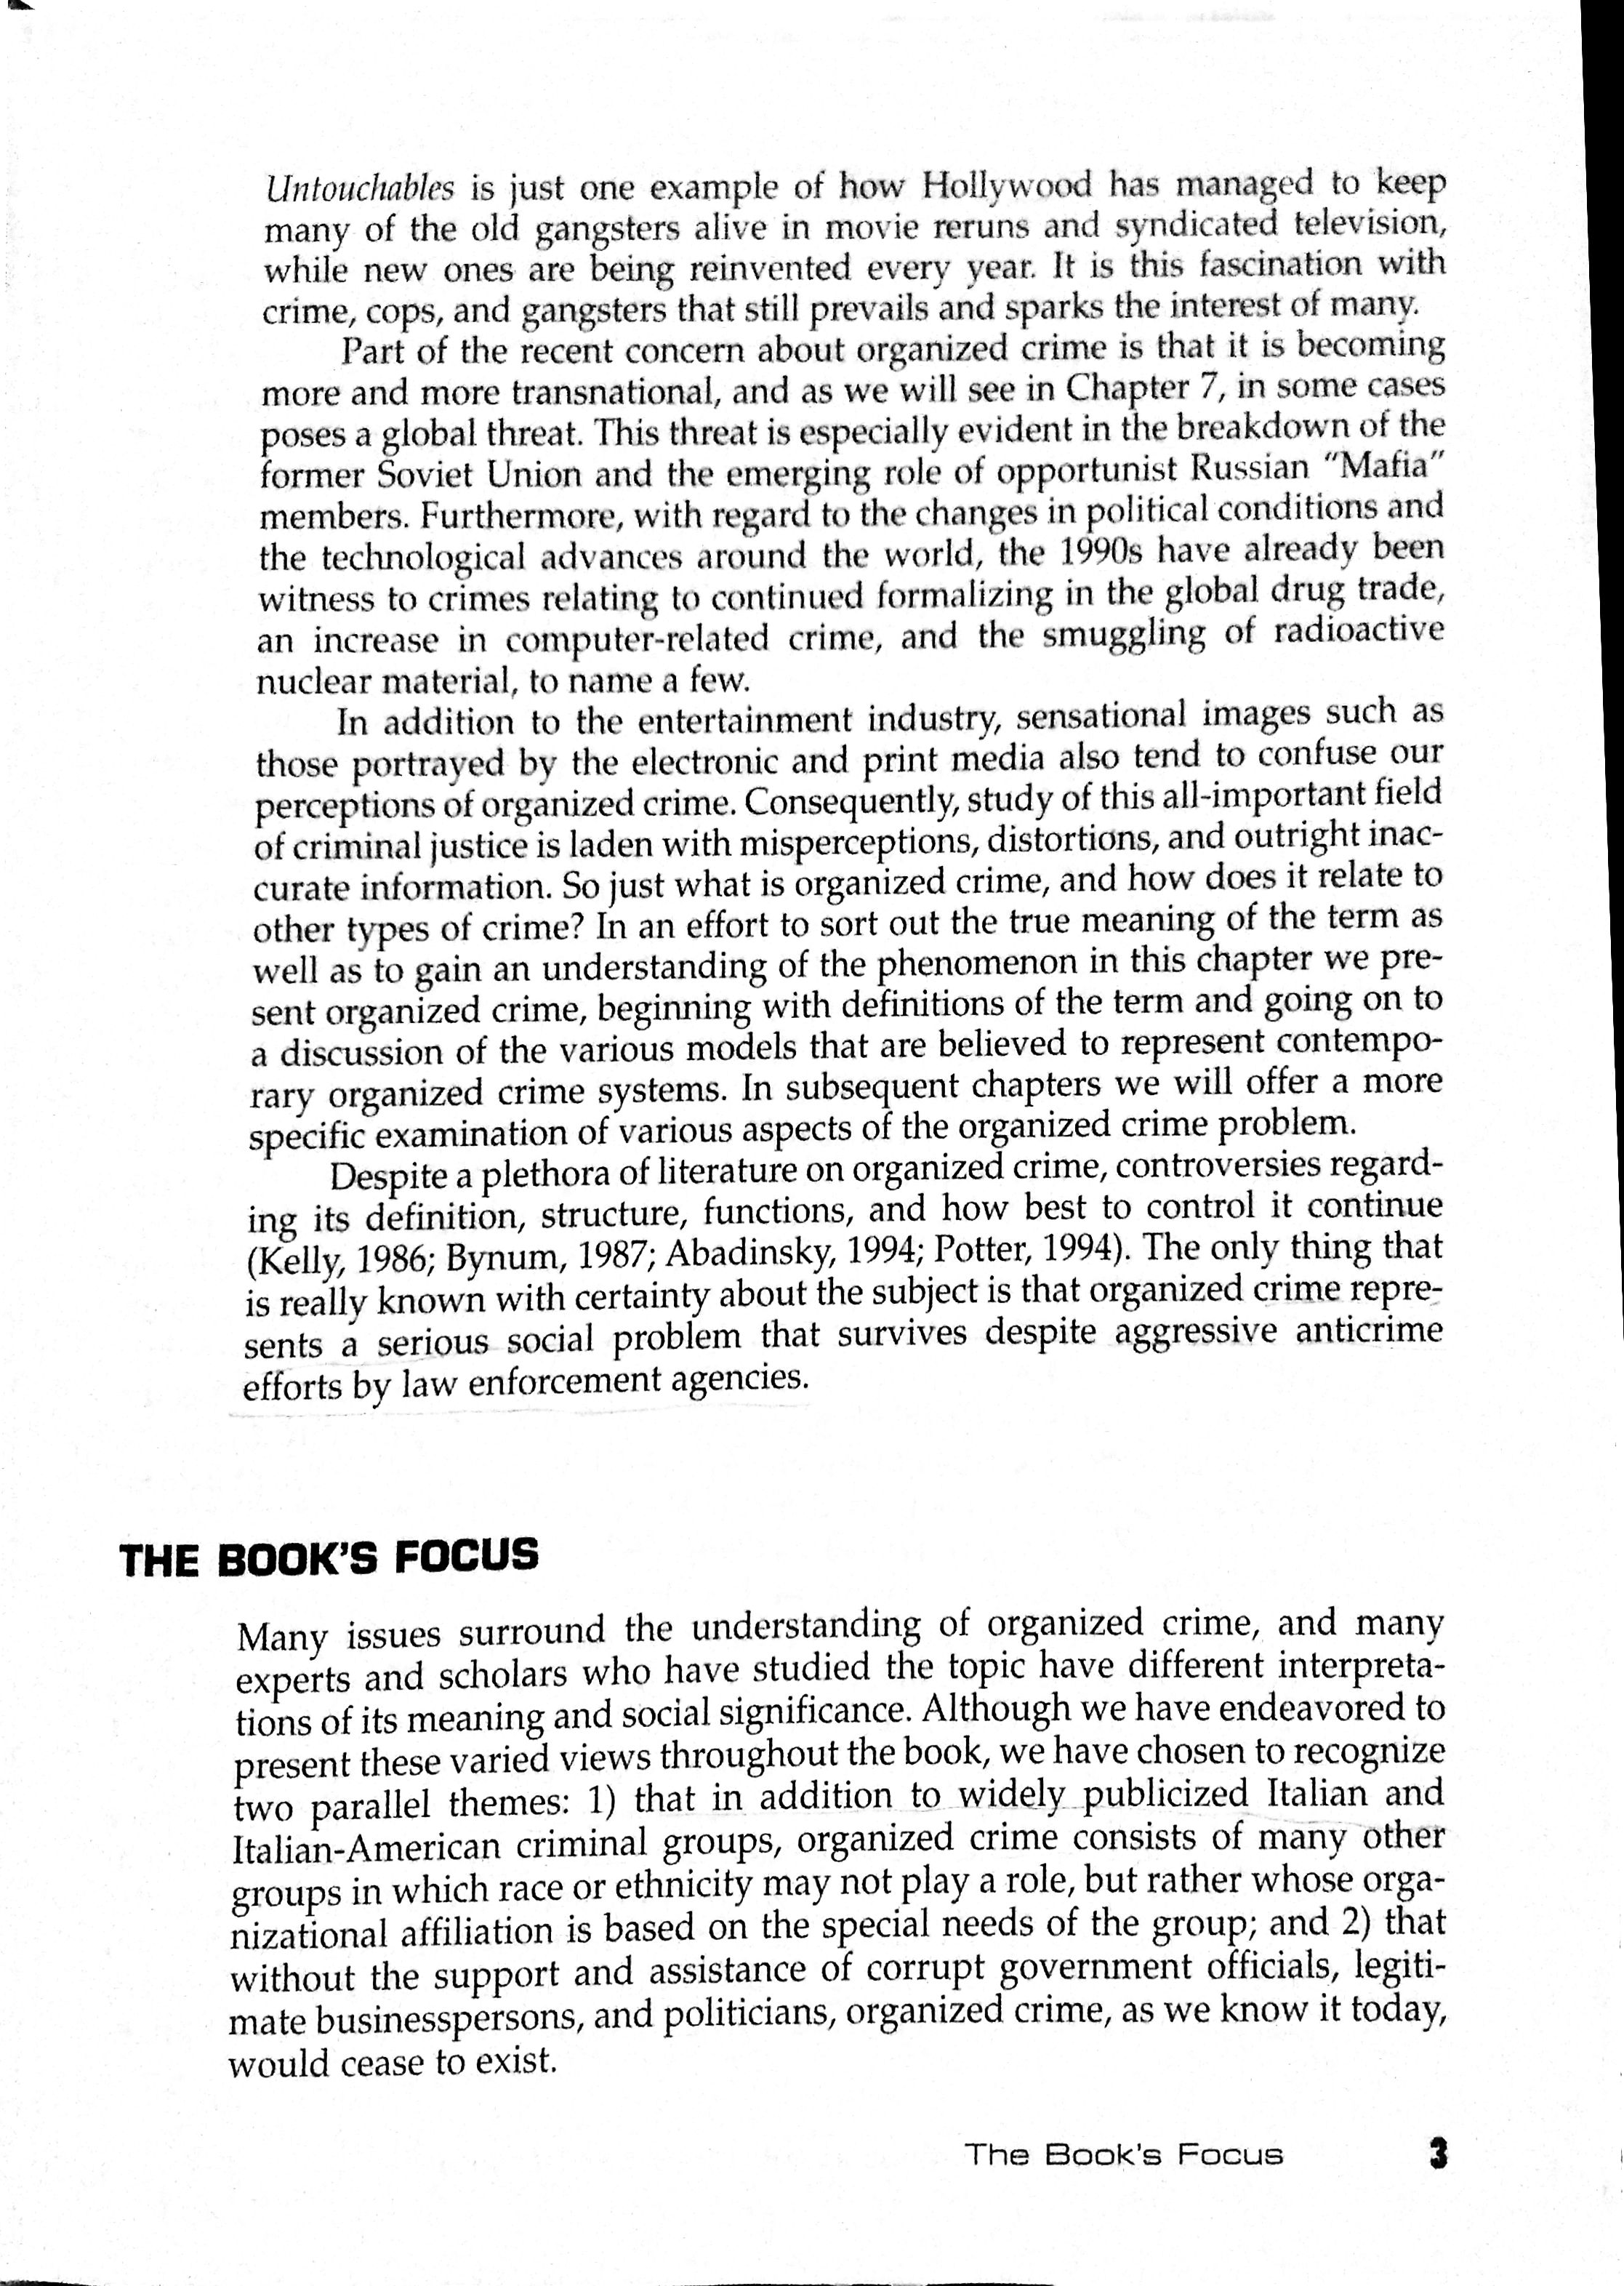 Untouchables is just one example of how Hollywood has managed to keep
many of the old gangsters alive in movie reruns and syndicated television,
while new ones are being reinvented every year. It is this fascination with
crime, cops, and gangsters that still prevails and sparks the interest of many.
Part of the recent concern about organized crime is that it is becoming
more and more transnational, and as we will see in Chapter 7, in some cases
poses a global threat. This threat is especially evident in the breakdown of the
former Soviet Union and the emerging role of opportunist Russian "Mafia"
members. Furthermore, with regard to the changes in political conditions and
the technological advances around the world, the 1990s have already been
witness to crimes relating to continued formalizing in the global drug trade,
an increase in computer-related crime, and the smuggling of radioactive
nuclear material, to name a few.
In addition to the entertainment industry, sensational images such as
those portrayed by the electronic and print media also tend to confuse our
perceptions of organized crime. Consequently, study of this all-important field
of criminal justice is laden with misperceptions, distortions, and outright inac-
curate information. So just what is organized crime, and how does it relate to
other types of crime? In an effort to sort out the true meaning of the term as
well as to gain an understanding of the phenomenon in this chapter we pre-
sent organized crime, beginning with definitions of the term and going on to
a discussion of the various models that are believed to represent contempo-
rary organized crime systems. In subsequent chapters we will offer a more
specific examination of various aspects of the organized crime problem.
Despite a plethora of literature on organized crime, controversies regard-
ing its definition, structure, functions, and how best to control it continue
(Kelly, 1986; Bynum, 1987; Abadinsky, 1994; Potter, 1994). The only thing that
is really known with certainty about the subject is that organized crime repre-
sents a serious social problem that survives despite aggressive anticrime
efforts by law enforcement agencies.
THE BOOK'S FOCUS
Many issues surround the understanding of organized crime, and many
experts and scholars who have studied the topic have different interpreta-
tions of its meaning and social significance. Although we have endeavored to
present these varied views throughout the book, we have chosen to recognize
two parallel themes: 1) that in addition to widely publicized Italian and
Italian-American criminal groups, organized crime consists of many other
groups in which race or ethnicity may not play a role, but rather whose orga-
nizational affiliation is based on the special needs of the group; and 2) that
without the support and assistance of corrupt government officials, legiti-
mate businesspersons, and politicians, organized crime, as we know it today,
would cease to exist.
The Book's Focus 3